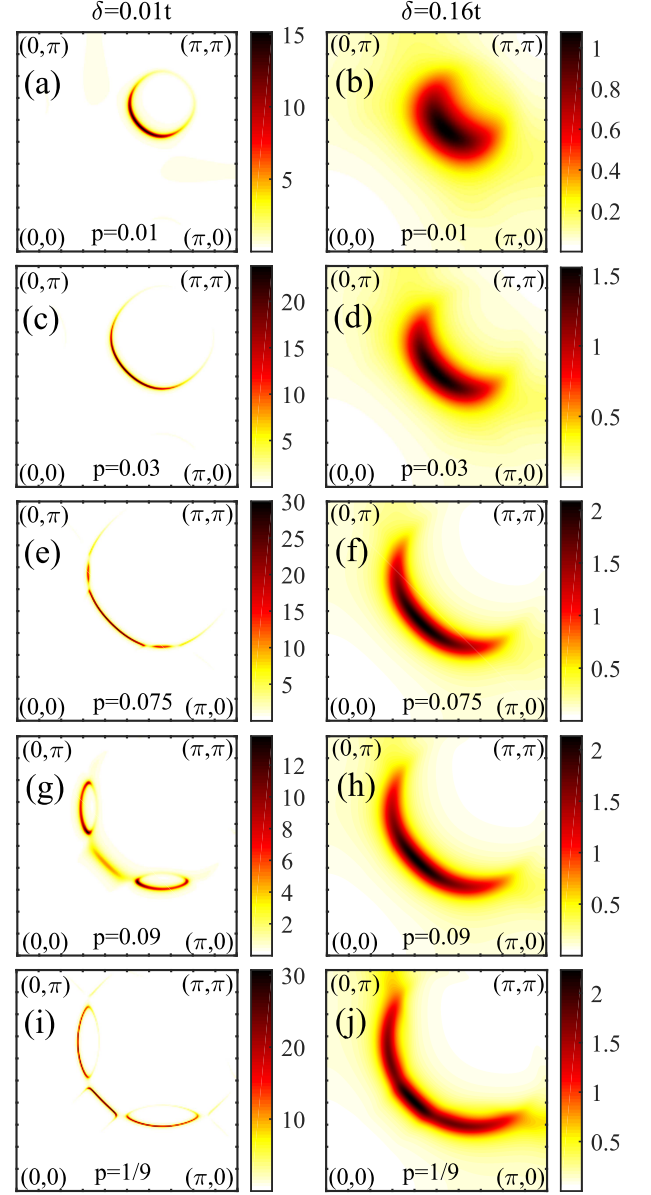 δ=0.01t δ=0.16t
(0,π) (π,π) 15 (0,π) (π,π) 1
(a) (b)
0.8
10
0.6
0.4
5
0.2
(0,0) p=0.01 (π,0) (0,0) p=0.01 (π,0)
(0,π) (π,π) (0,π) (π,π) 1.5
20
(c) (d)
15 1
10
0.5
5
(0,0) p=0.03 (π,0) (0,0) p=0.03 (π,0)
(0,π) (π,π) 30 (0,π) (π,π) 2
25
(e) (f)
20 1.5
15
1
10
5 0.5
(0,0) p=0.075 (π,0) (0,0) p=0.075 (π,0)
(0,π) (π,π) (0,π) (π,π) 2
12
(g) (h)
10 1.5
8
6 1
4
2 0.5
(0,0) p=0.09 (π,0) (0,0) p=0.09 (π,0)
(0,π) (π,π) 30 (0,π) (π,π) 2
(i) (j)
20 1.5
1
10
0.5
(0,0) p=1/9 (π,0) (0,0) p=1/9 (π,0)